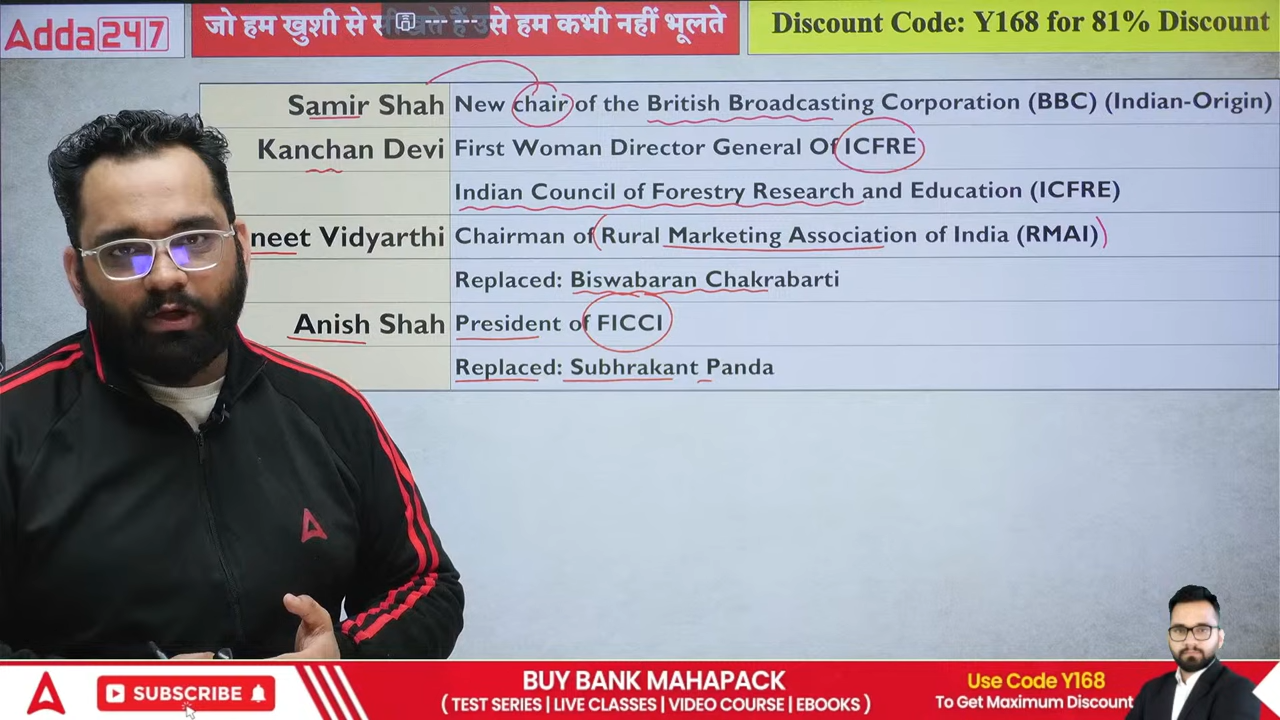 Adda247
जो हम खुशी से सीखते हैं उसे हम कभी नहीं भूलते
Discount Code: Y168 for 81% Discount
Samir Shah New chair of the British Broadcasting Corporation (BBC) (Indian-Origin)
Kanchan Devi First Woman Director General Of ICFRE
Indian Council of Forestry Research and Education (ICFRE)
neet Vidyarthi Chairman of (Rural Marketing Association of India (RMAI))
Replaced: Biswabaran Chakrabarti
Anish Shah President of FICCI
Replaced: Subhrakant Panda
SUBSCRIBE
BUY BANK MAHAPACK
( TEST SERIES | LIVE CLASSES | VIDEO COURSE | EBOOKS )
Use Code Y168
To Get Maximum Discount